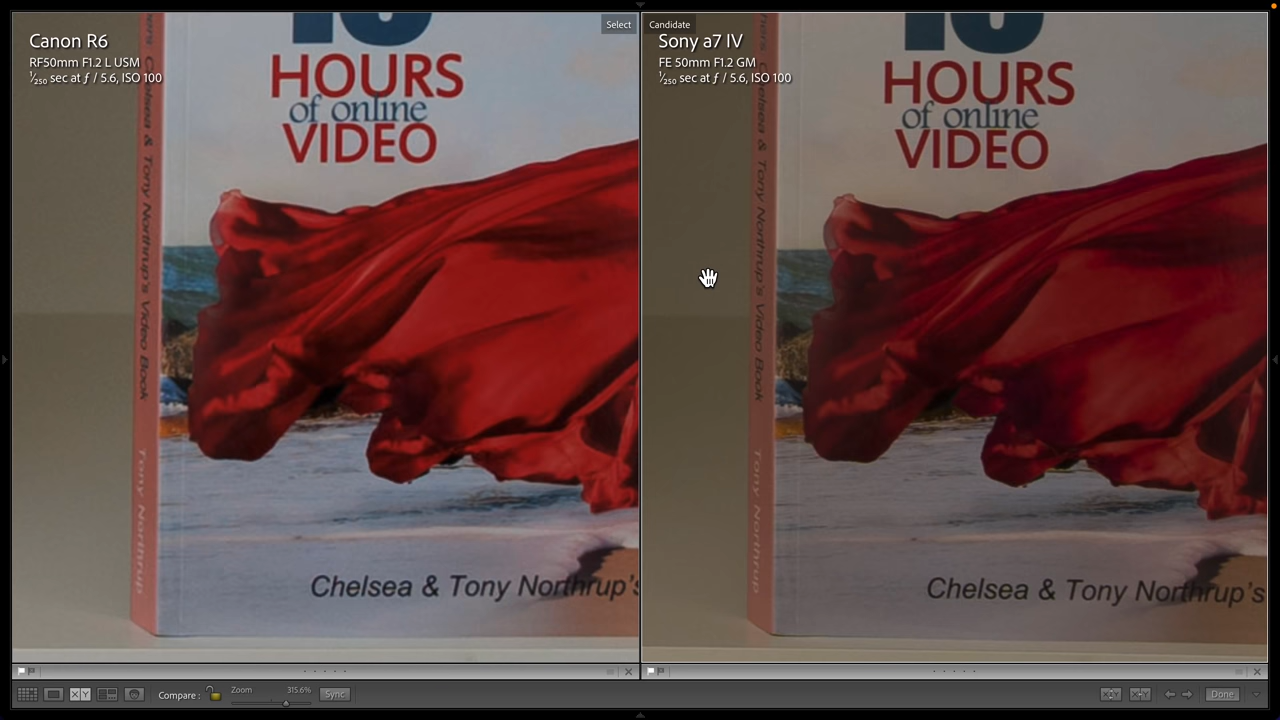 Select
Canon R6
RF50mm F1.2 L USM
1/250 sec at ƒ / 5.6, ISO 100
10
HOURS
of online
VIDEO
Chelsea & Tony Northrup's Video Book
Tony Northrup
Chelsea & Tony Northrup's
Candidate
Sony a7 IV
FE 50mm F1.2 GM
1/250 sec at ƒ / 5.6, ISO 100
10
HOURS
of online
VIDEO
Chelsea & Tony Northrup's Video Book
Tony Northrup
Chelsea & Tony Northrup's
X Y
Compare :
Zoom
315.6%
Sync
Done